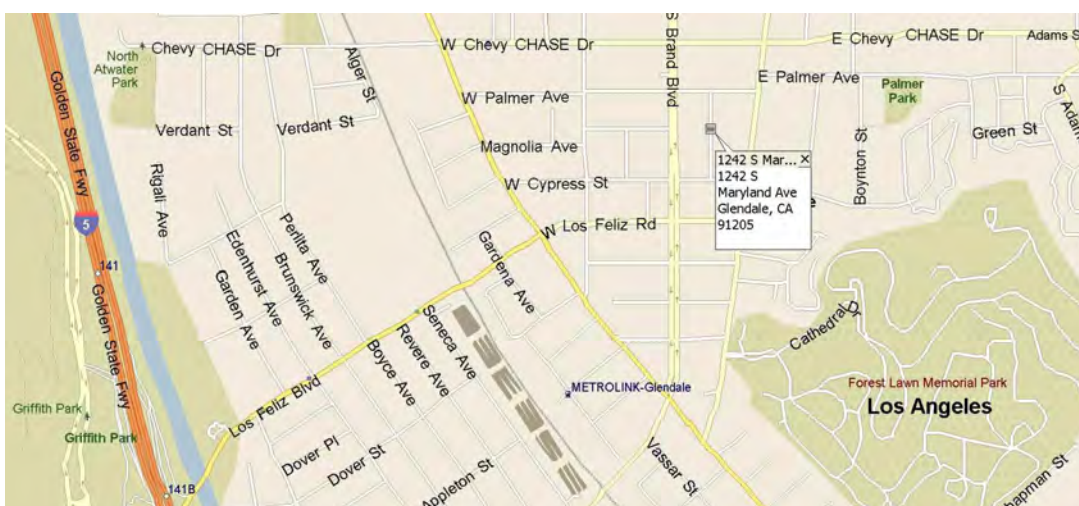 Chevy CHASE Dr
W Chevy CHASE Dr
E Chevy CHASE Dr
Adams S
North
Atwater
Park
Alger St
S Brand Blvd
E Palmer Ave
Palmer
Park
S Adam
W Palmer Ave
Golden State Fwy
Verdant St
Verdant St
Magnolia Ave
Green St
Boynton St
1242 S Mar... X
1242 S
Maryland Ave
Glendale, CA
91205
e
W Cypress St
Rigali Ave
5
W Los Feliz Rd
Perlita Ave
Edenhurst Ave
Gardena Ave
141
Brunswick Ave
Garden Ave
Golden State Fwy
Seneca Ave
Cathedral Dr
Revere Ave
Boyce Ave
METROLINK-Glendale
Forest Lawn Memorial Park
Los Angeles
Griffith Park
Griffith Park
Los Feliz Blvd
Dover Pl
Dover St
Appleton St
Vassar St
hapman St
141B